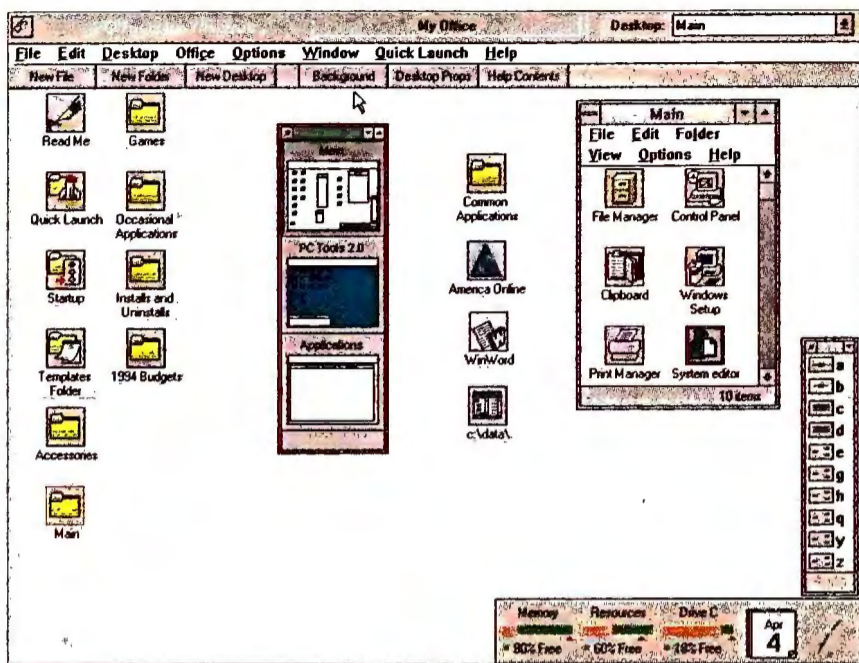 My Office
Desktop: Main
File Edit Desktop Office Options Window Quick Launch Help
New File New Folder New Desktop Background Desktop Props Help Contents
Read Me
Games
Quick Launch
Occasional Applications
Startup
Installs and Uninstalls
Templates Folder
1994 Budgets
Accessories
Main
Main
PC Tools 2.0
Applications
Common Applications
America Online
WinWord
c:\data\.
Main
File Edit Folder
View Options Help
File Manager Control Panel
Clipboard Windows Setup
Print Manager System editor
10 items
a
b
c
d
e
g
h
q
y
z
Memory Resources Drive C
80% Free 60% Free 18% Free
Apr
4